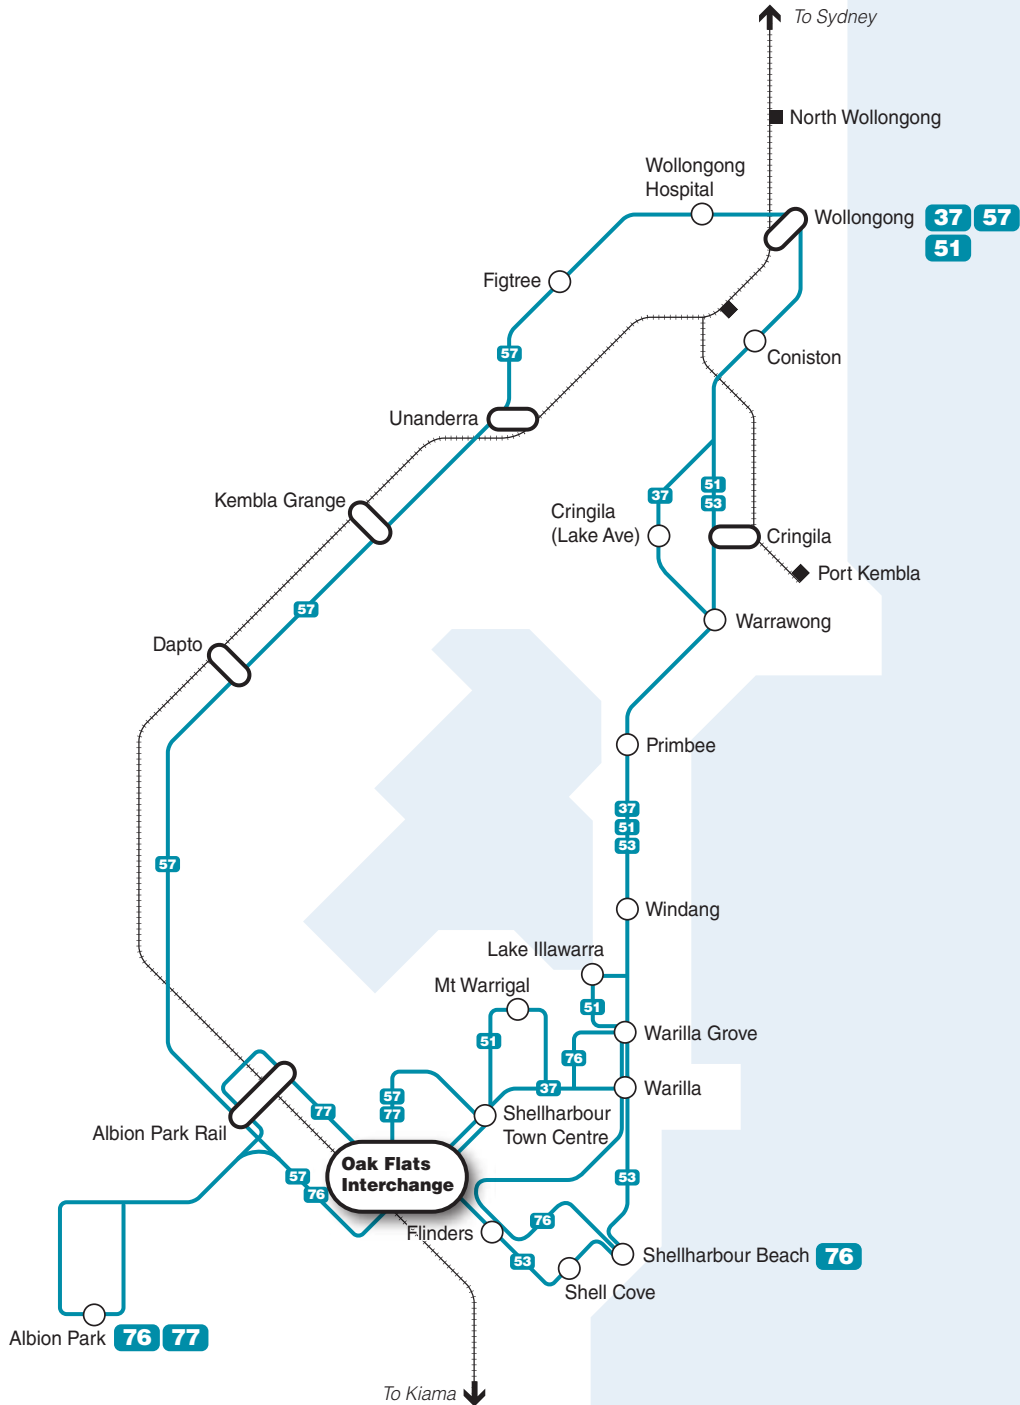 To Sydney
North Wollongong
Wollongong
Hospital
Wollongong 37 57
51
Figtree
57
Coniston
Unanderra
37
51
53
Kembla Grange
Cringila
(Lake Ave)
Cringila
Port Kembla
57
Warrawong
Dapto
Primbee
37
51
53
57
Windang
Lake Illawarra
Mt Warrigal
51
51
Warilla Grove
76
37
Warilla
57
77
77
Shellharbour
Town Centre
Albion Park Rail
Oak Flats
Interchange
57
76
53
76
Flinders
53
Shellharbour Beach 76
Shell Cove
Albion Park 76 77
To Kiama